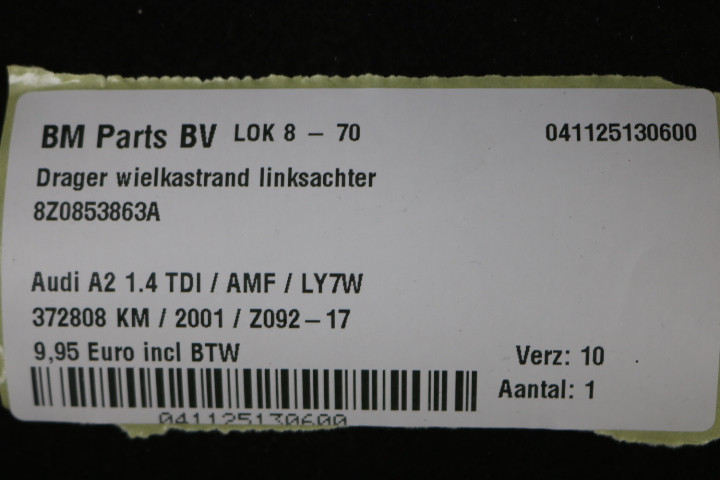 BM Parts BV LOK 8 – 70 041125130600
Drager wielkastrand linksachter
8Z0853863A
Audi A2 1.4 TDI / AMF / LY7W
372808 KM / 2001 / Z092–17
9,95 Euro incl BTW Verz: 10
Aantal: 1
041125130600